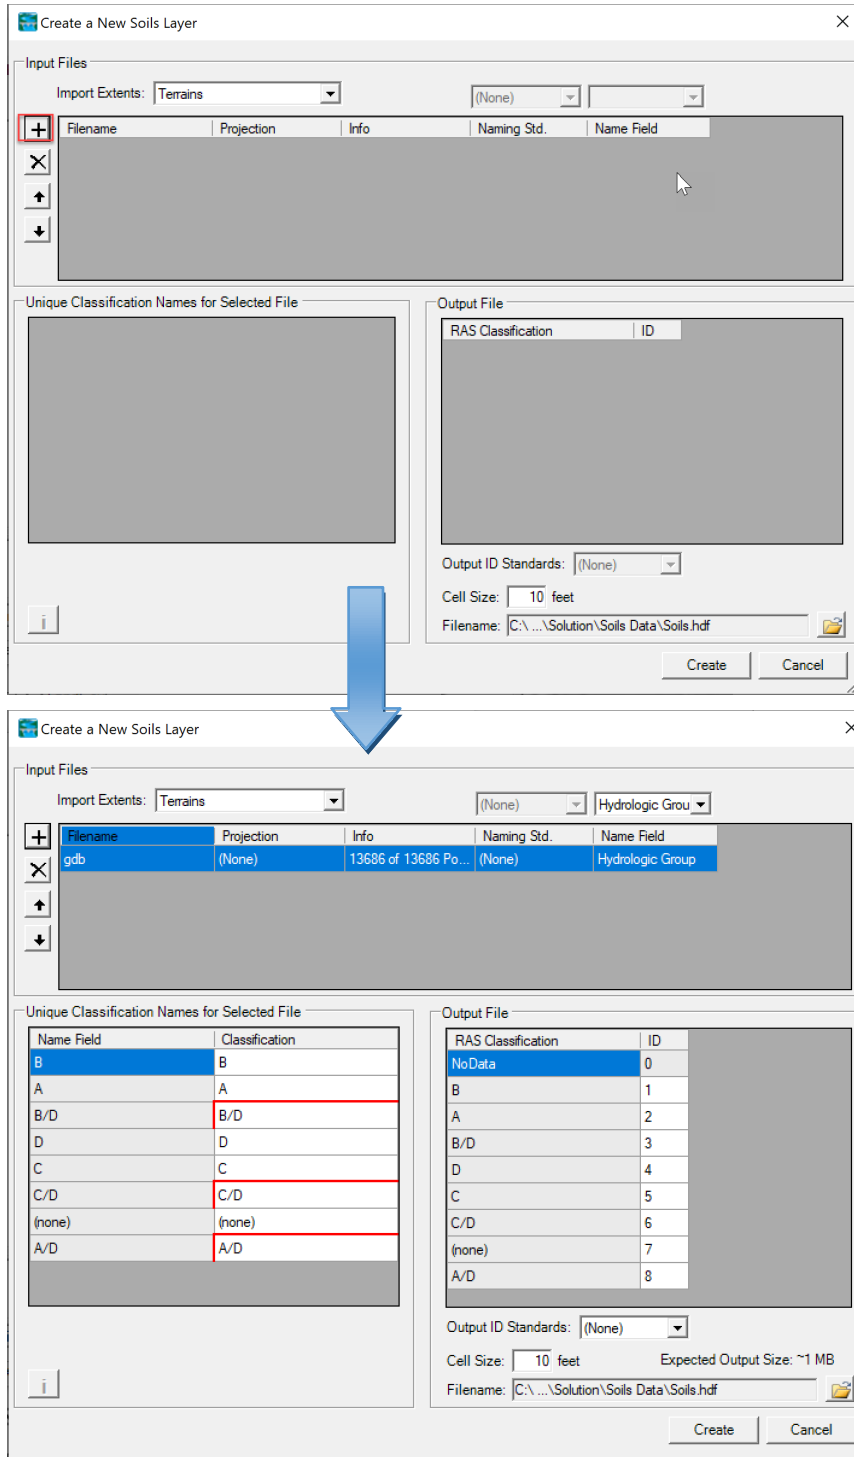 Create a New Soils Layer
Input Files
Import Extents: Terrains (None)
Filename Projection Info Naming Std. Name Field
Unique Classification Names for Selected File
Output File
RAS Classification ID
Output ID Standards: (None)
Cell Size: 10 feet
i
Filename: C:\ ...\Solution\Soils Data\Soils.hdf
Create Cancel
Create a New Soils Layer
Input Files
Import Extents: Terrains (None) Hydrologic Grou
Filename Projection Info Naming Std. Name Field
gdb (None) 13686 of 13686 Po... (None) Hydrologic Group
Unique Classification Names for Selected File
Name Field Classification
B B
A A
B/D B/D
D D
C C
C/D C/D
(none) (none)
A/D A/D
i
Output File
RAS Classification ID
NoData 0
B 1
A 2
B/D 3
D 4
C 5
C/D 6
(none) 7
A/D 8
Output ID Standards: (None)
Cell Size: 10 feet Expected Output Size: ~1 MB
Filename: C:\ ...\Solution\Soils Data\Soils.hdf
Create Cancel